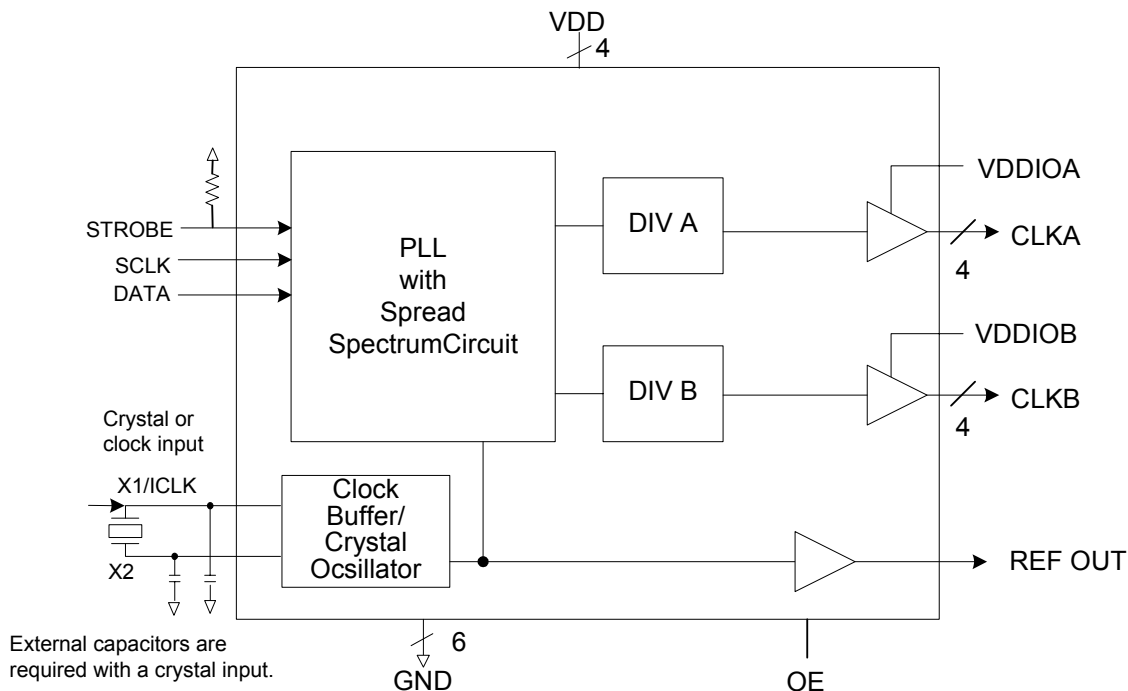 VDD
4
STROBE
SCLK
DATA
PLL
with
Spread
SpectrumCircuit
DIV A
VDDIOA
CLKA
4
DIV B
VDDIOB
CLKB
4
Crystal or
clock input
X1/ICLK
X2
Clock
Buffer/
Crystal
Ocsillator
REF OUT
External capacitors are
required with a crystal input.
6
GND
OE